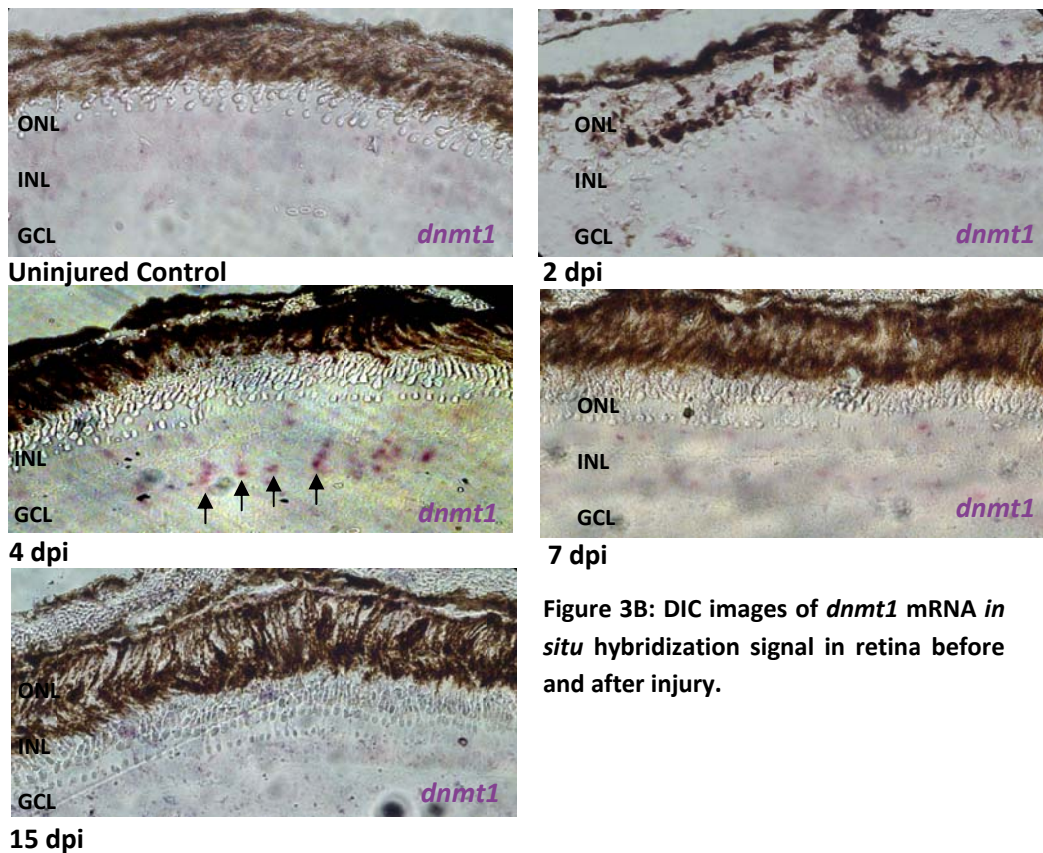 ONL
INL
GCL
dnmt1
Uninjured Control
ONL
INL
GCL
dnmt1
2 dpi
INL
GCL
dnmt1
4 dpi
ONL
INL
GCL
dnmt1
7 dpi
ONL
INL
GCL
dnmt1
15 dpi
Figure 3B: DIC images of dnmt1 mRNA in
situ hybridization signal in retina before
and after injury.